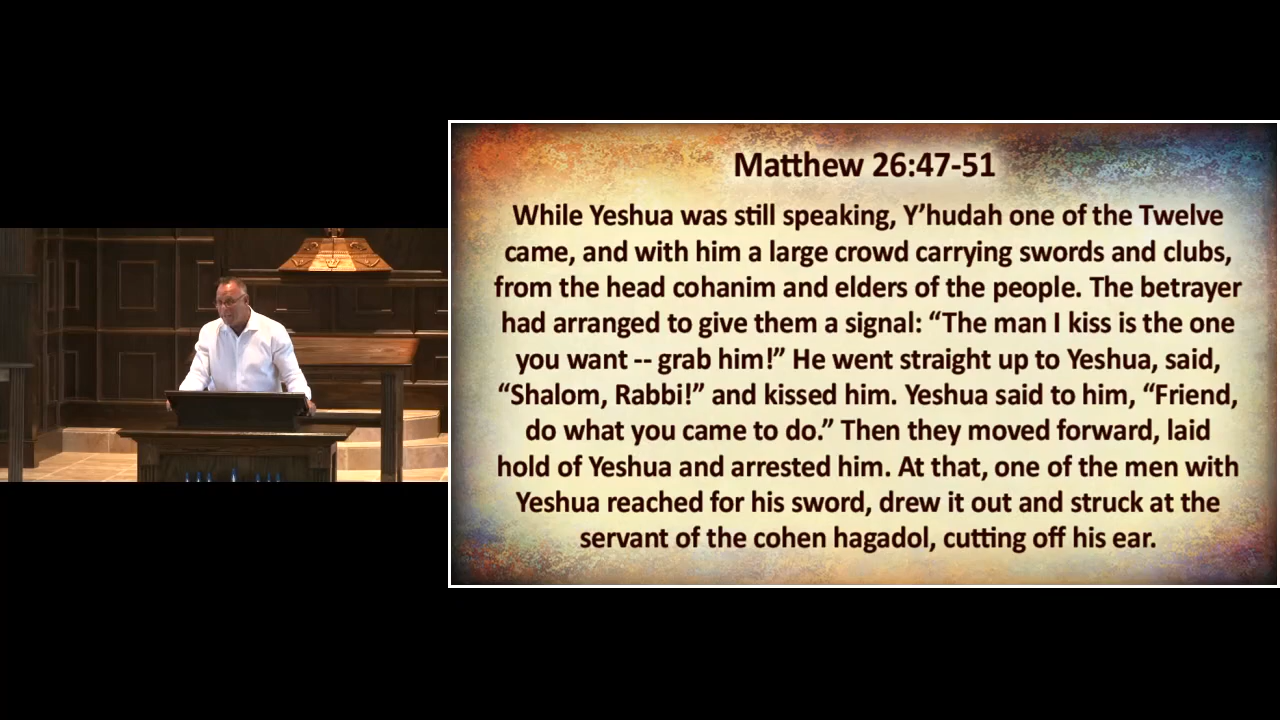 Matthew 26:47-51
While Yeshua was still speaking, Y’hudah one of the Twelve
came, and with him a large crowd carrying swords and clubs,
from the head cohanim and elders of the people. The betrayer
had arranged to give them a signal: “The man I kiss is the one
you want -- grab him!” He went straight up to Yeshua, said,
“Shalom, Rabbi!” and kissed him. Yeshua said to him, “Friend,
do what you came to do.” Then they moved forward, laid
hold of Yeshua and arrested him. At that, one of the men with
Yeshua reached for his sword, drew it out and struck at the
servant of the cohen hagadol, cutting off his ear.